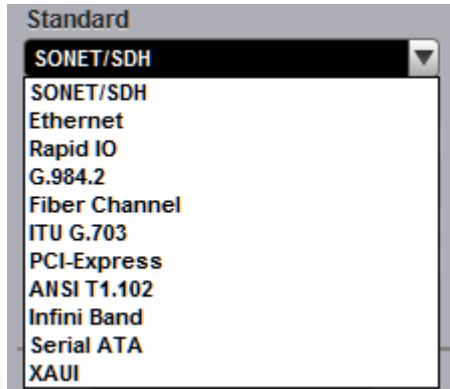 Standard
SONET/SDH
SONET/SDH
Ethernet
Rapid IO
G.984.2
Fiber Channel
ITU G.703
PCI-Express
ANSI T1.102
Infini Band
Serial ATA
XAUI